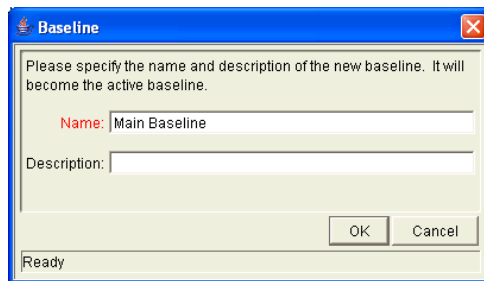 Baseline
Please specify the name and description of the new baseline. It will
become the active baseline.
Name: Main Baseline
Description:
OK Cancel
Ready